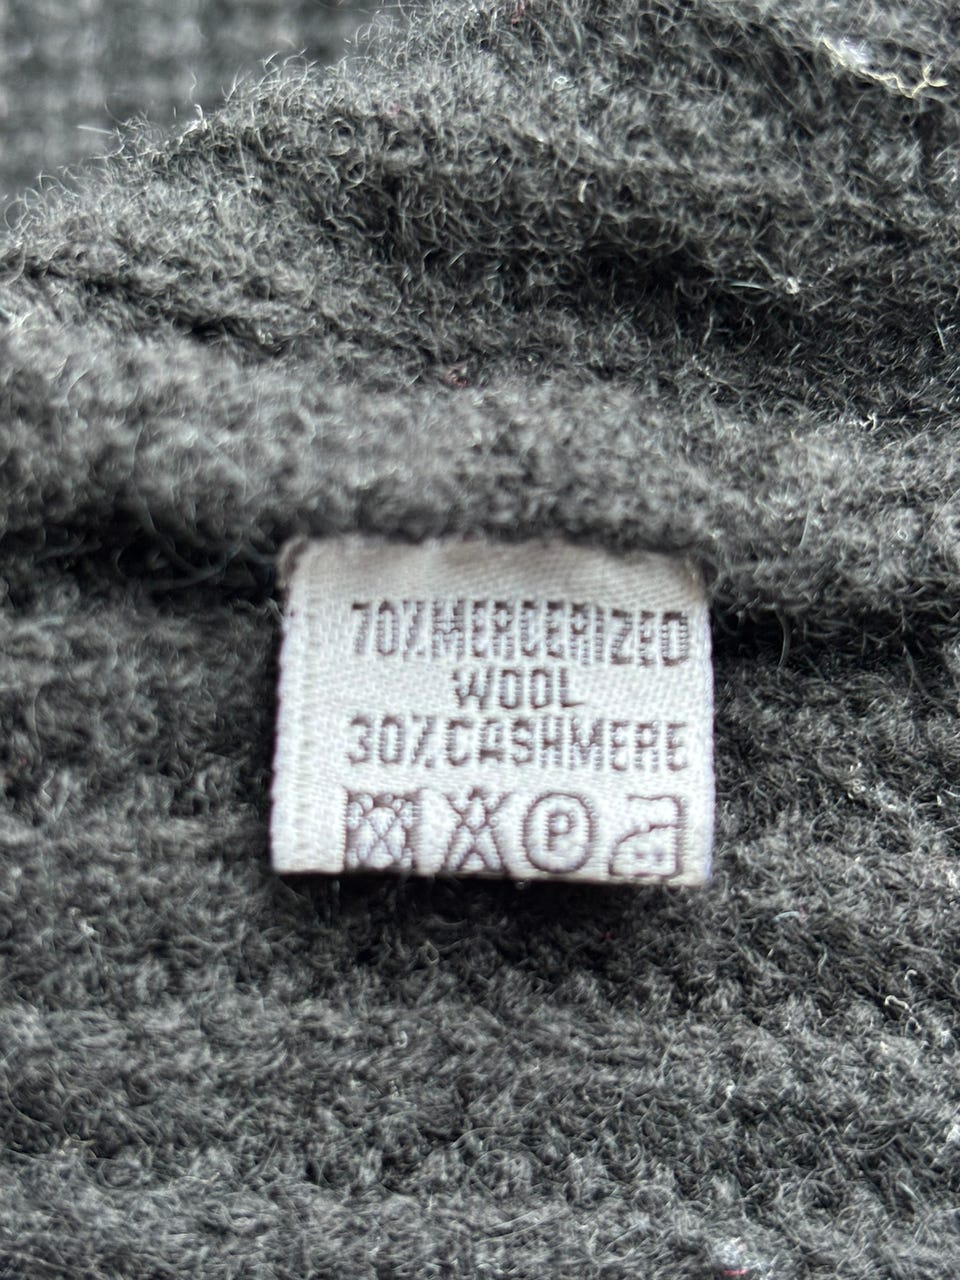 70% MERCERIZED
WOOL
30% CASHMERE
P